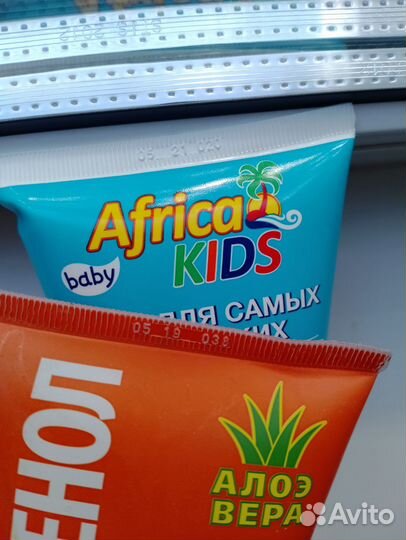 05 21 020
Africa
KIDS
baby
ДЛЯ САМЫХ
05 19 038
ЕНОЛ
АЛОЭ
ВЕРА
Avito